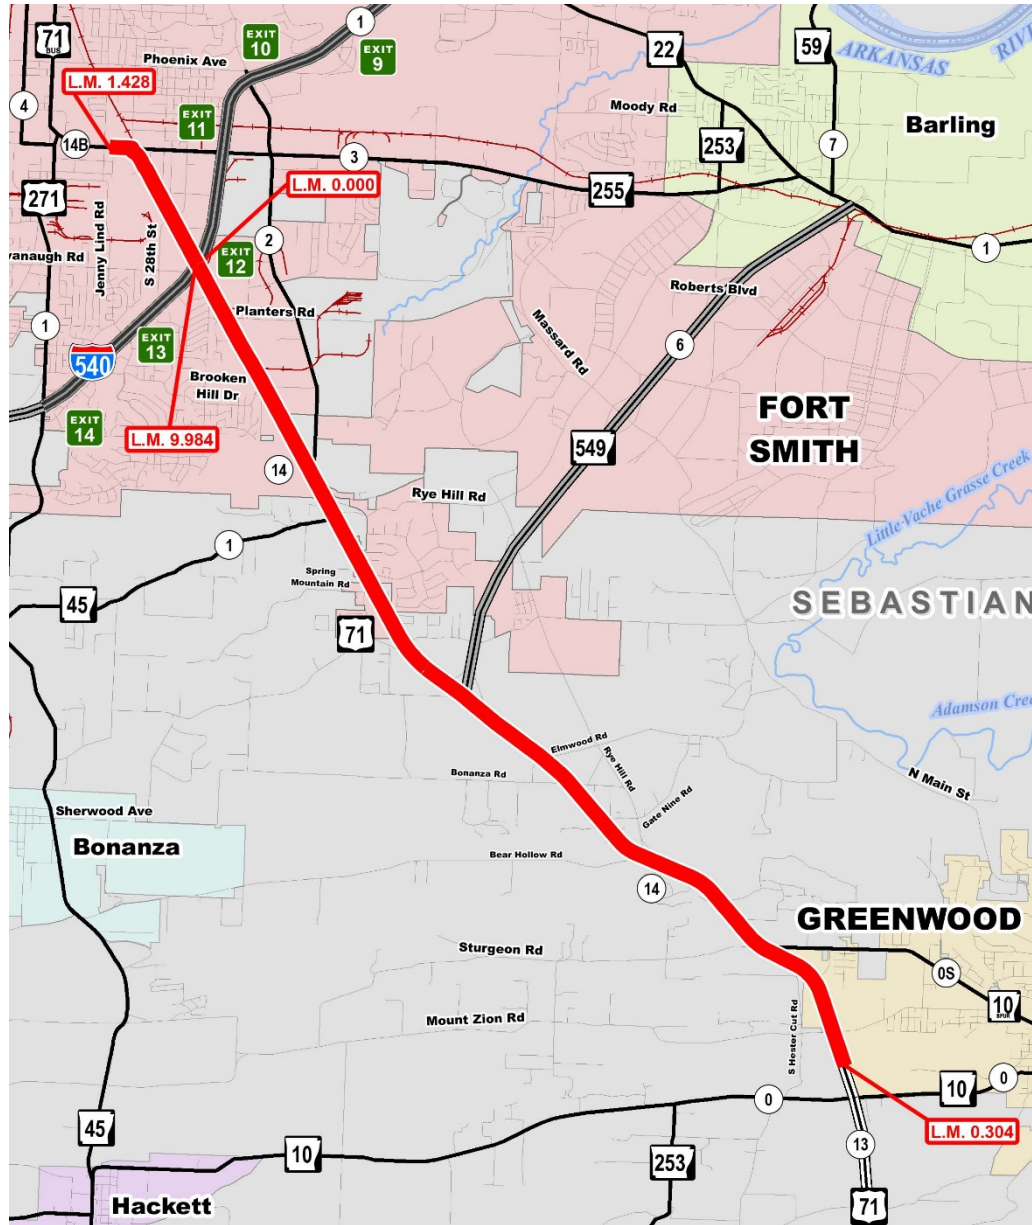 71
BUS
EXIT
10
1
EXIT
9
22
59
ARKANSAS
RIVER
Phoenix Ave
L.M. 1.428
4
EXIT
11
Moody Rd
253
7
Barling
14B
3
271
L.M. 0.000
255
Jenny Lind Rd
S 28th St
2
EXIT
12
1
vanaugh Rd
Roberts Blvd
Planters Rd
Massard Rd
1
6
EXIT
13
540
Brooken
Hill Dr
FORT
SMITH
EXIT
14
L.M. 9.984
549
14
Rye Hill Rd
Little Vache Grasse Creek
1
Spring
Mountain Rd
45
SEBASTIAN
71
Adamson Cree
Elmwood Rd
Rye Hill Rd
Bonanza Rd
N Main St
Sherwood Ave
Gate Nine Rd
Bonanza
Bear Hollow Rd
14
GREENWOOD
Sturgeon Rd
0S
10
SPUR
S Hester Cut Rd
Mount Zion Rd
10
0
0
45
L.M. 0.304
10
253
13
Hackett
71